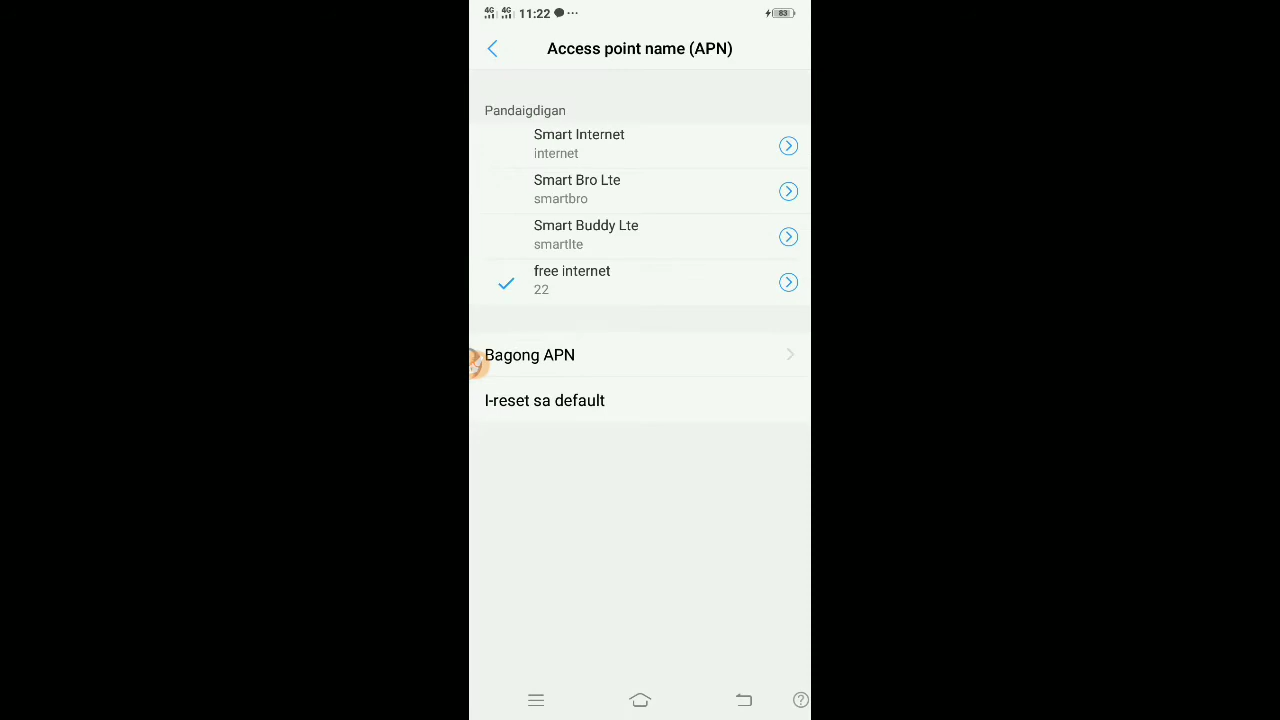 4G 4G 11:22 83
Access point name (APN)
Pandaigdigan
Smart Internet
internet
Smart Bro Lte
smartbro
Smart Buddy Lte
smartlte
free internet
22
Bagong APN
I-reset sa default